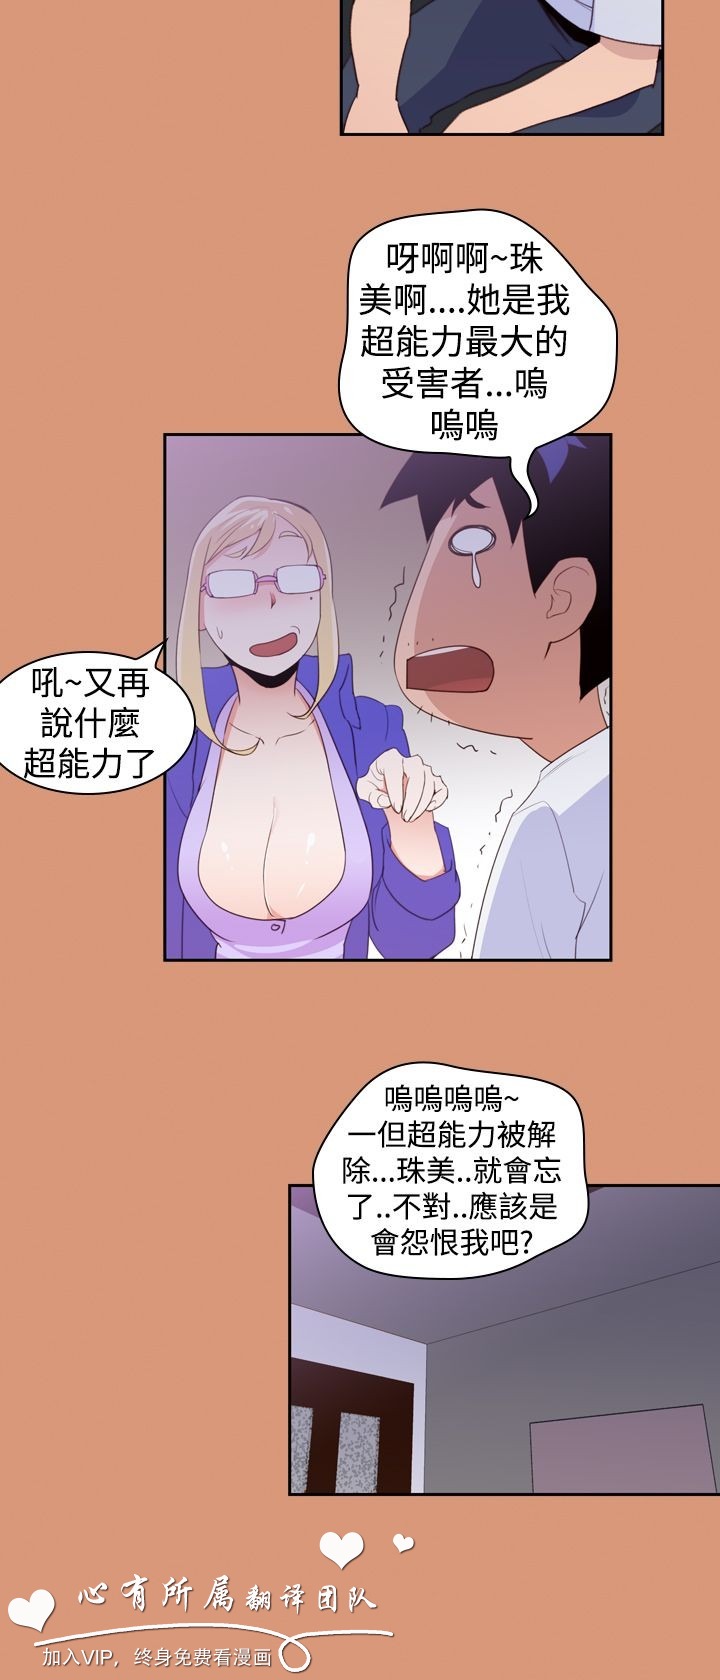 呀啊啊~珠
美啊....她是我
超能力最大的
受害者...嗚
嗚嗚
吼~又再
說什麼
超能力了
嗚嗚嗚嗚~
一但超能力被解
除...珠美..就會忘
了..不對..應該是
會怨恨我吧?
心有所属翻译团队
加入VIP，终身免费看漫画